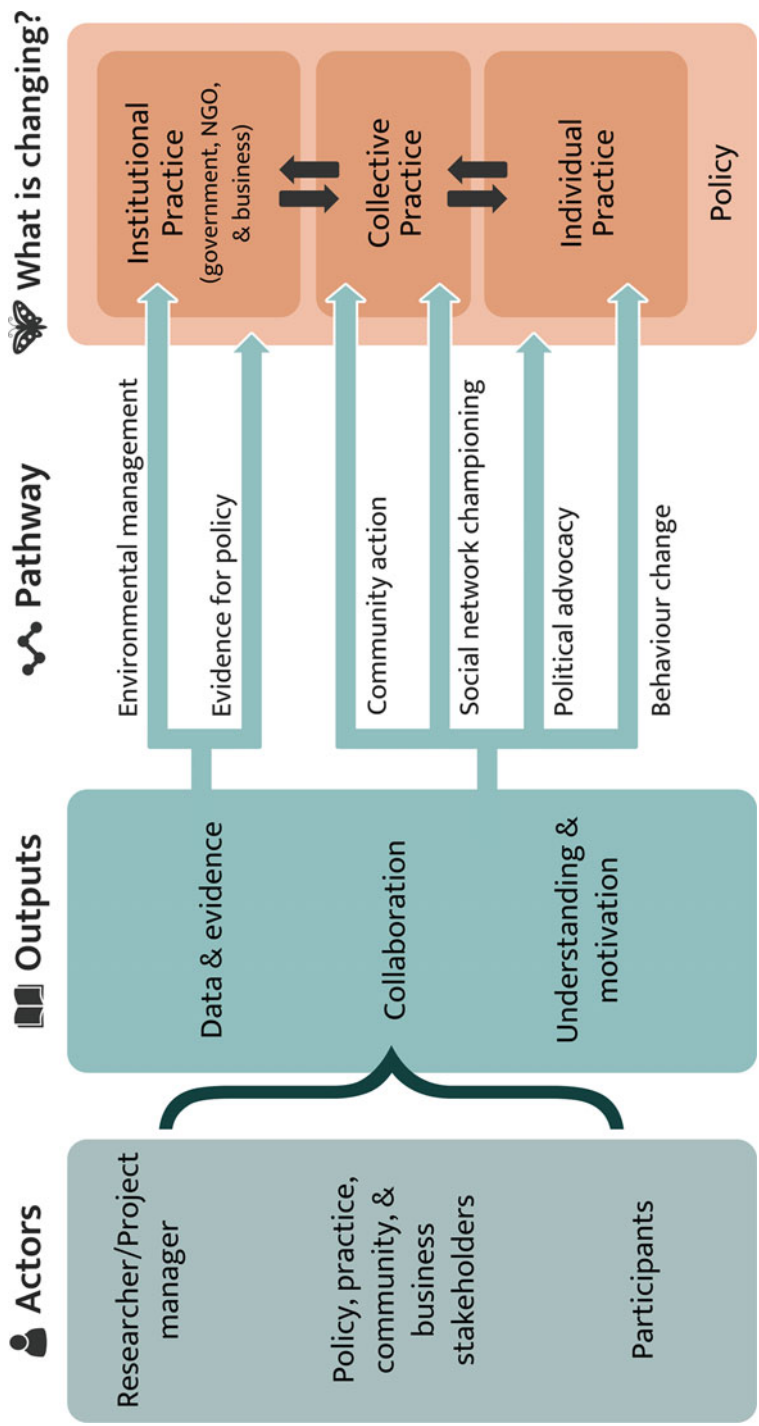 Actors
Researcher/Project
manager
Policy, practice,
community, &
business
stakeholders
Participants
Outputs
Data & evidence
Collaboration
Understanding &
motivation
Pathway
Environmental management
Evidence for policy
Community action
Social network championing
Political advocacy
Behaviour change
What is changing?
Institutional
Practice
(government, NGO,
& business)
Collective
Practice
Individual
Practice
Policy